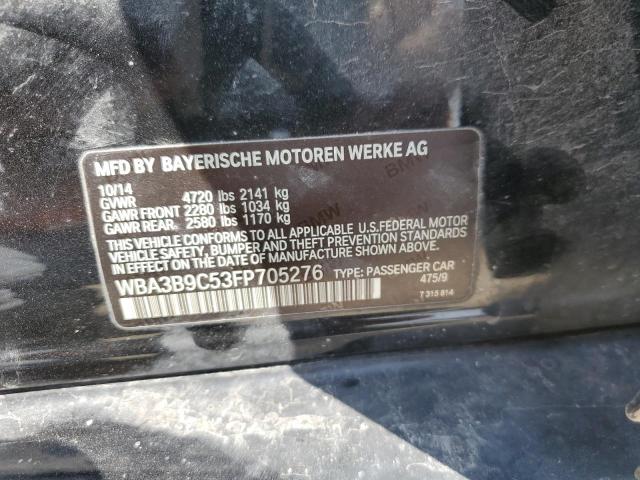 MFD BY BAYERISCHE MOTOREN WERKE AG
10/14
GVWR 4720 lbs 2141 kg
GAWR FRONT 2280 lbs 1034 kg
GAWR REAR 2580 lbs 1170 kg
THIS VEHICLE CONFORMS TO ALL APPLICABLE U.S.FEDERAL MOTOR
VEHICLE SAFETY, BUMPER, AND THEFT PREVENTION STANDARDS
IN EFFECT ON THE DATE OF MANUFACTURE SHOWN ABOVE.
WBA3B9C53FP705276 TYPE: PASSENGER CAR
475/9
7 315 814
BMW
BMW
BMW